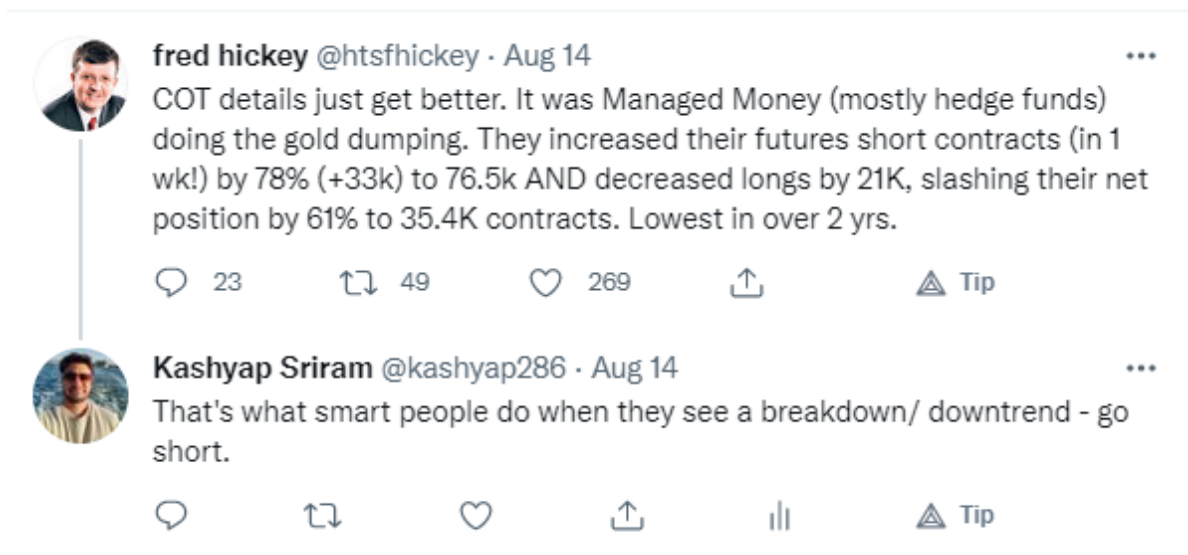 fred hickey @htsfhickey · Aug 14
COT details just get better. It was Managed Money (mostly hedge funds)
doing the gold dumping. They increased their futures short contracts (in 1
wk!) by 78% (+33k) to 76.5k AND decreased longs by 21K, slashing their net
position by 61% to 35.4K contracts. Lowest in over 2 yrs.
23 49 269 Tip
Kashyap Sriram @kashyap286 · Aug 14
That's what smart people do when they see a breakdown/ downtrend - go
short.
Tip